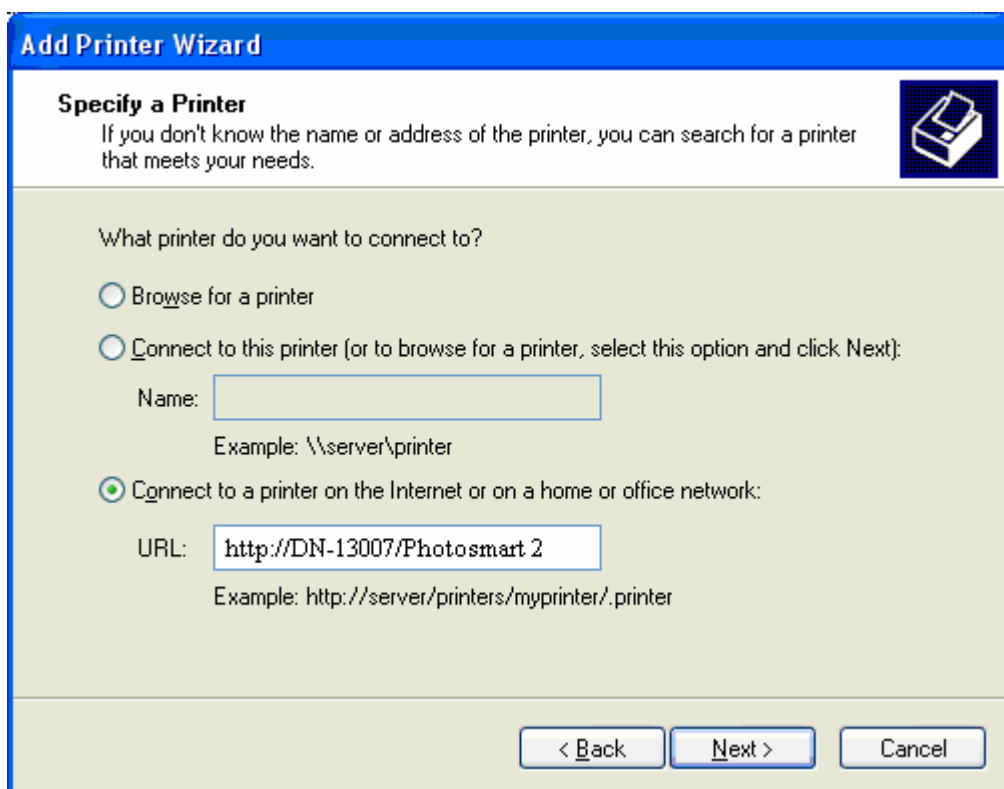 Add Printer Wizard
Specify a Printer
If you don't know the name or address of the printer, you can search for a printer
that meets your needs.
What printer do you want to connect to?
Browse for a printer
Connect to this printer (or to browse for a printer, select this option and click Next):
Name:
Example: \\server\printer
Connect to a printer on the Internet or on a home or office network:
URL: http://DN-13007/Photosmart 2
Example: http://server/printers/myprinter/.printer
< Back Next > Cancel